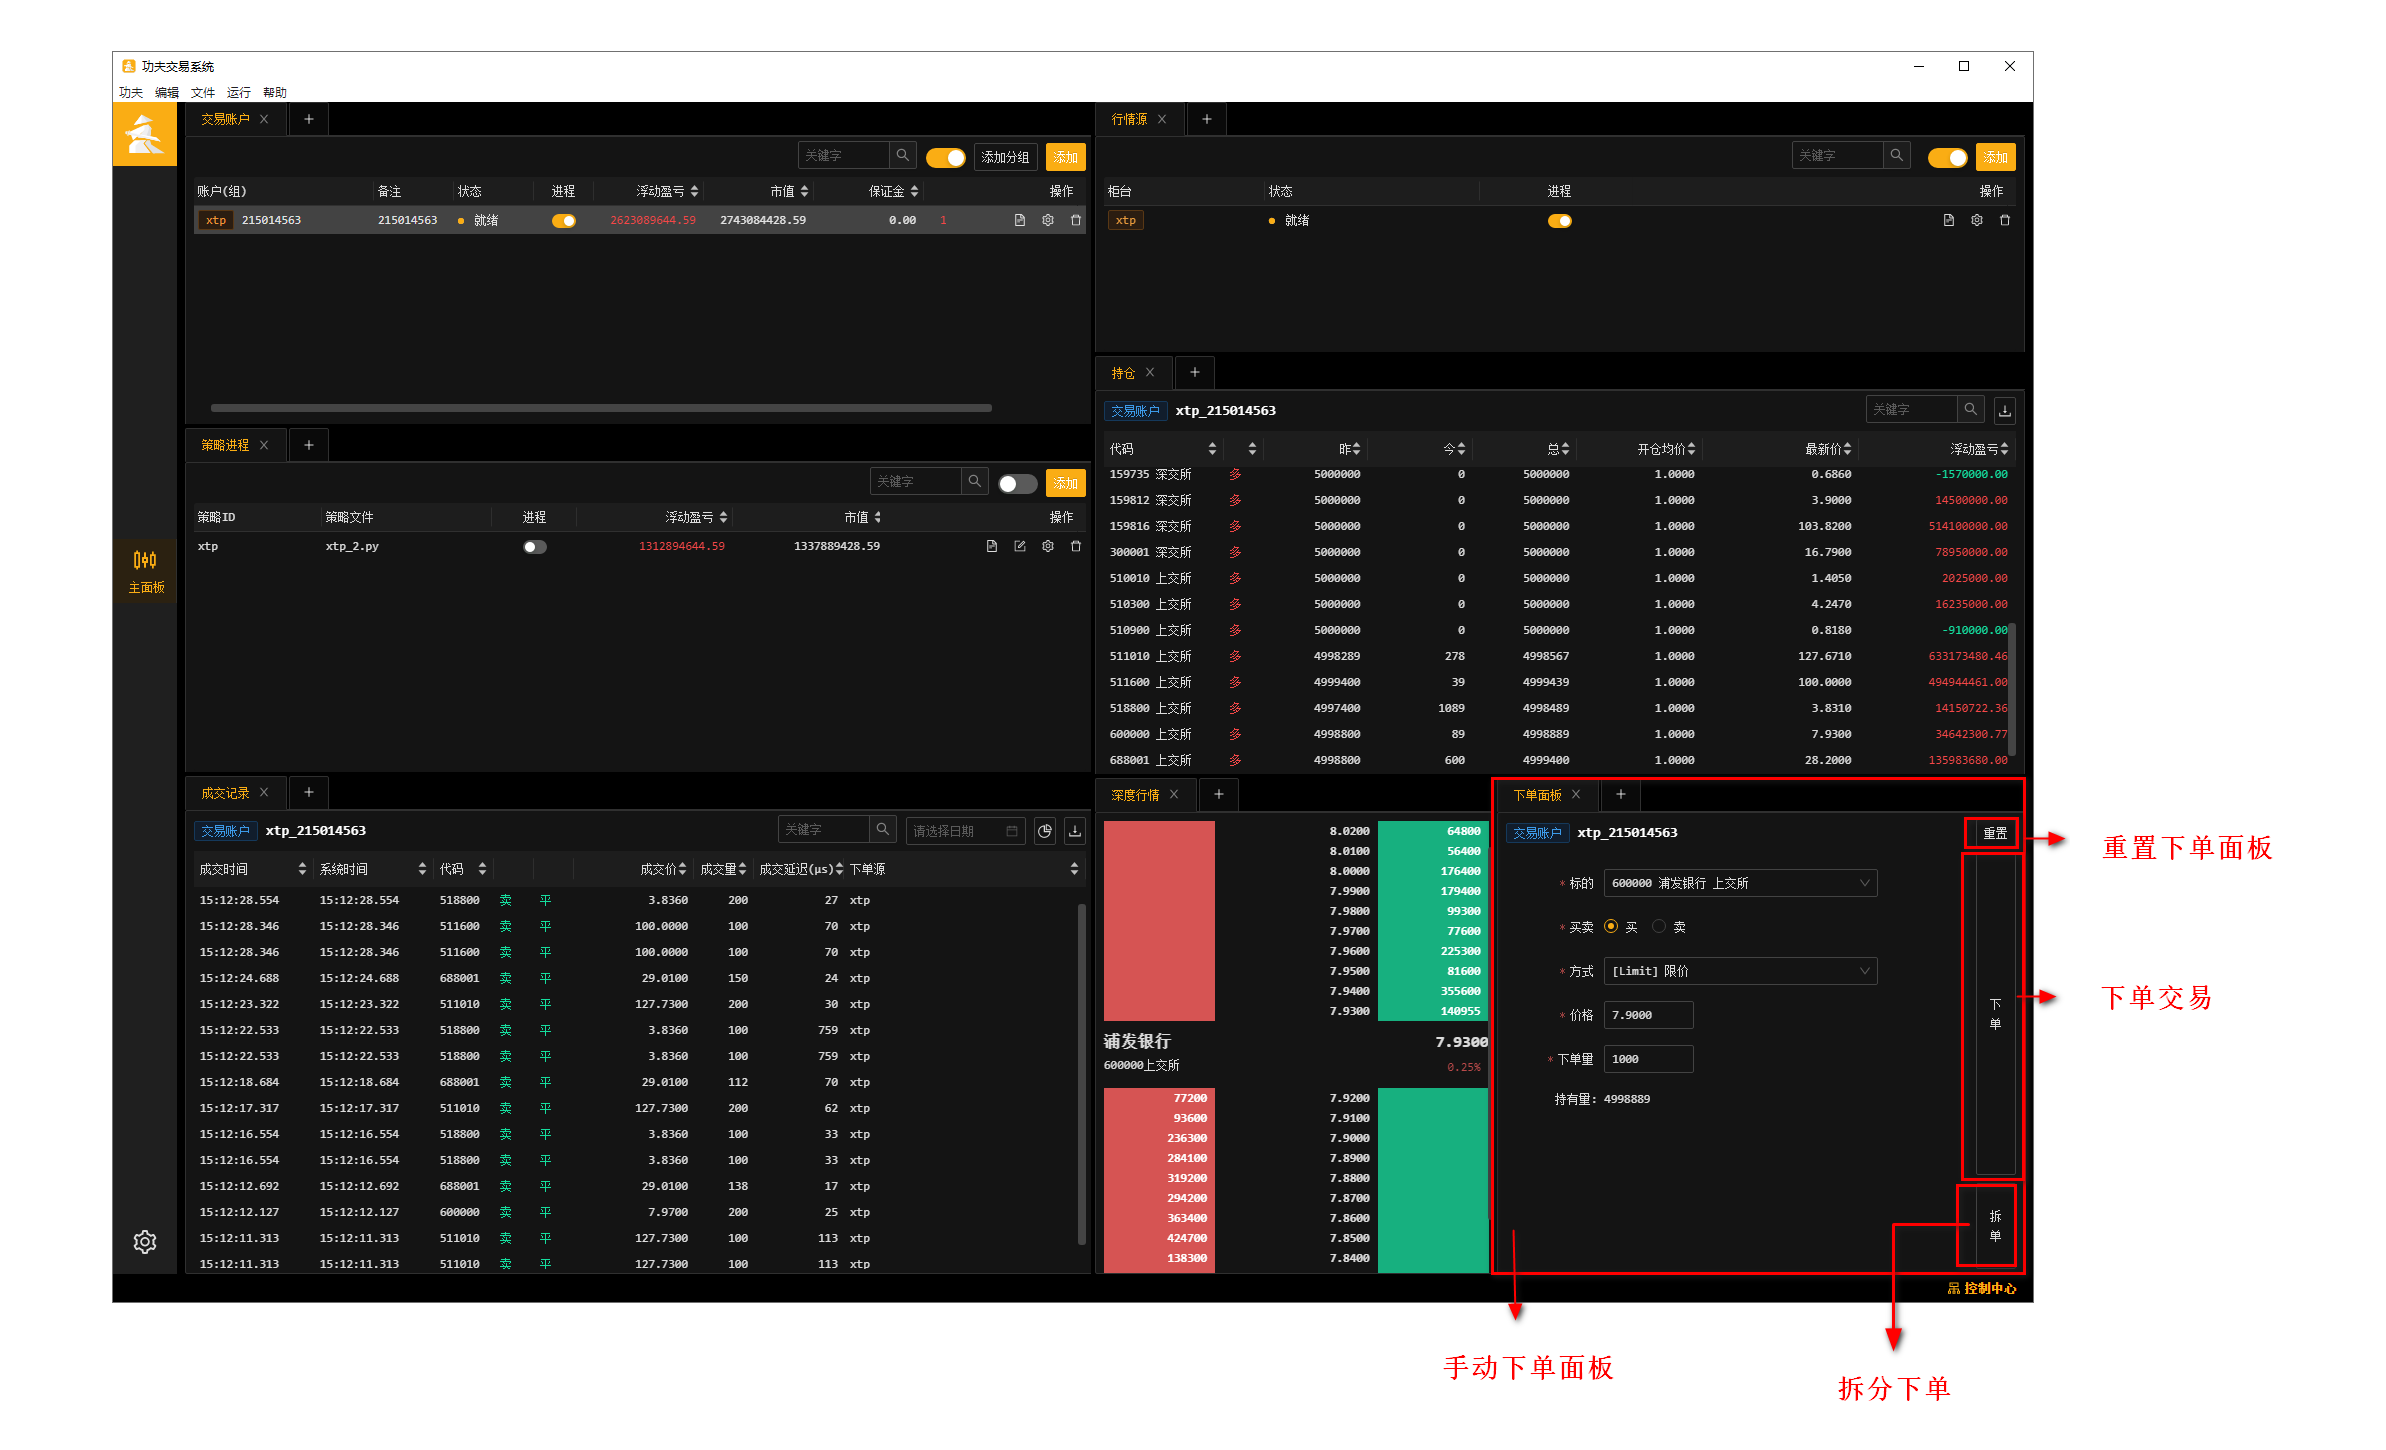 功夫交易系统
功夫 编辑 文件 运行 帮助
交易账户
关键字 添加分组 添加
账户(组) 备注 状态 进程 浮动盈亏 市值 保证金 操作
xtp 215014563 215014563 就绪 2623089644.59 2743084428.59 0.00 1
策略进程
关键字 添加
策略ID 策略文件 进程 浮动盈亏 市值 操作
xtp xtp_2.py 1312894644.59 1337889428.59
主面板
成交记录
交易账户 xtp_215014563 关键字 请选择日期
成交时间 系统时间 代码 成交价 成交量 成交延迟(μs) 下单源
15:12:28.554 15:12:28.554 518800 卖 平 3.8360 200 27 xtp
15:12:28.346 15:12:28.346 511600 卖 平 100.0000 100 70 xtp
15:12:28.346 15:12:28.346 511600 卖 平 100.0000 100 70 xtp
15:12:24.688 15:12:24.688 688001 卖 平 29.0100 150 24 xtp
15:12:23.322 15:12:23.322 511010 卖 平 127.7300 200 30 xtp
15:12:22.533 15:12:22.533 518800 卖 平 3.8360 100 759 xtp
15:12:22.533 15:12:22.533 518800 卖 平 3.8360 100 759 xtp
15:12:18.684 15:12:18.684 688001 卖 平 29.0100 112 70 xtp
15:12:17.317 15:12:17.317 511010 卖 平 127.7300 200 62 xtp
15:12:16.554 15:12:16.554 518800 卖 平 3.8360 100 33 xtp
15:12:16.554 15:12:16.554 518800 卖 平 3.8360 100 33 xtp
15:12:12.692 15:12:12.692 688001 卖 平 29.0100 138 17 xtp
15:12:12.127 15:12:12.127 600000 卖 平 7.9700 200 25 xtp
15:12:11.313 15:12:11.313 511010 卖 平 127.7300 100 113 xtp
15:12:11.313 15:12:11.313 511010 卖 平 127.7300 100 113 xtp
行情源
关键字 添加
柜台 状态 进程 操作
xtp 就绪
持仓
交易账户 xtp_215014563 关键字
代码 昨 今 总 开仓均价 最新价 浮动盈亏
159735 深交所 多 5000000 0 5000000 1.0000 0.6860 -1570000.00
159812 深交所 多 5000000 0 5000000 1.0000 3.9000 14500000.00
159816 深交所 多 5000000 0 5000000 1.0000 103.8200 514100000.00
300001 深交所 多 5000000 0 5000000 1.0000 16.7900 78950000.00
510010 上交所 多 5000000 0 5000000 1.0000 1.4050 2025000.00
510300 上交所 多 5000000 0 5000000 1.0000 4.2470 16235000.00
510900 上交所 多 5000000 0 5000000 1.0000 0.8180 -910000.00
511010 上交所 多 4998289 278 4998567 1.0000 127.6710 633173480.46
511600 上交所 多 4999400 39 4999439 1.0000 100.0000 494944461.00
518800 上交所 多 4997400 1089 4998489 1.0000 3.8310 14150722.36
600000 上交所 多 4998800 89 4998889 1.0000 7.9300 34642300.77
688001 上交所 多 4998800 600 4999400 1.0000 28.2000 135983680.00
深度行情
8.0200 64800
8.0100 56400
8.0000 176400
7.9900 179400
7.9800 99300
7.9700 77600
7.9600 225300
7.9500 81600
7.9400 355600
7.9300 140955
浦发银行 7.9300
600000上交所 0.25%
77200 7.9200
93600 7.9100
236300 7.9000
284100 7.8900
319200 7.8800
294200 7.8700
363400 7.8600
424700 7.8500
138300 7.8400
下单面板
交易账户 xtp_215014563 重置
* 标的 600000 浦发银行 上交所
* 买卖 买 卖
* 方式 [Limit] 限价
* 价格 7.9000
* 下单量 1000
持有量: 4998889
下单
拆单
控制中心
重置下单面板
下单交易
手动下单面板
拆分下单